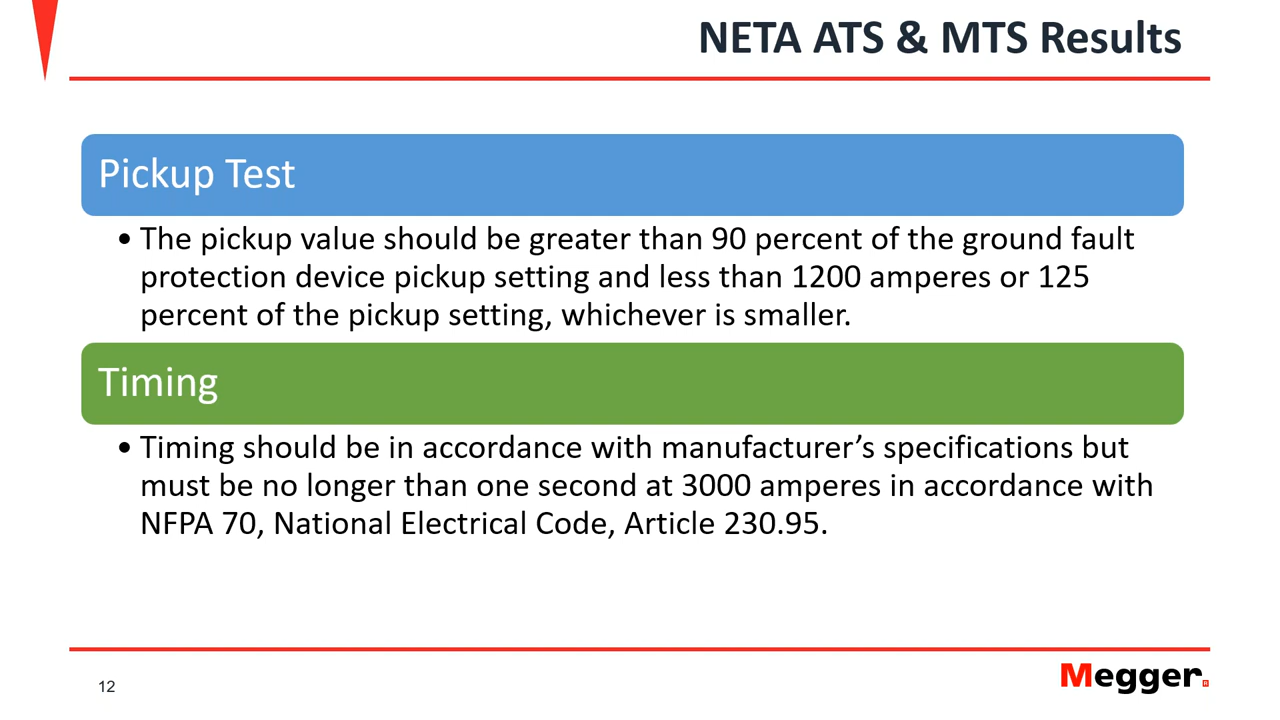 NETA ATS & MTS Results
Pickup Test
• The pickup value should be greater than 90 percent of the ground fault
protection device pickup setting and less than 1200 amperes or 125
percent of the pickup setting, whichever is smaller.
Timing
• Timing should be in accordance with manufacturer’s specifications but
must be no longer than one second at 3000 amperes in accordance with
NFPA 70, National Electrical Code, Article 230.95.
12
Megger®